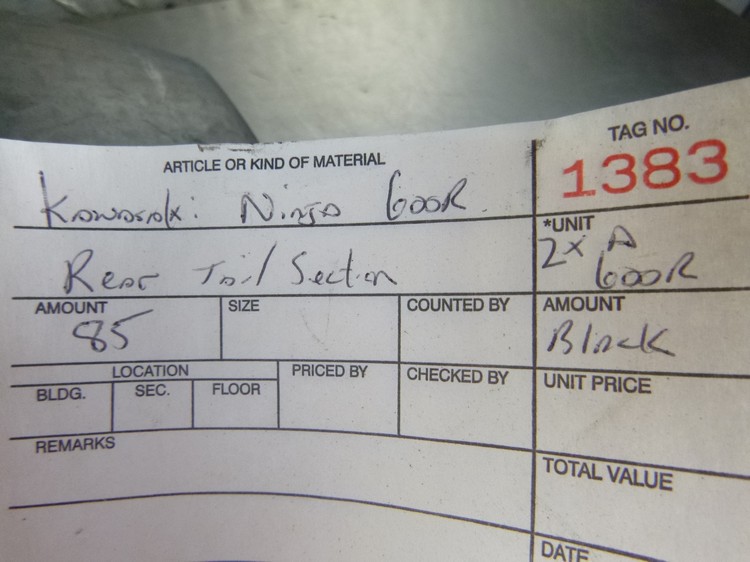 ARTICLE OR KIND OF MATERIAL
TAG NO.
1383
Kawasaki Ninja 600R
Rear Tail Section
*UNIT
2x A
600R
AMOUNT
85
SIZE
COUNTED BY
AMOUNT
Black
LOCATION
BLDG.
SEC.
FLOOR
PRICED BY
CHECKED BY
UNIT PRICE
REMARKS
TOTAL VALUE
DATE